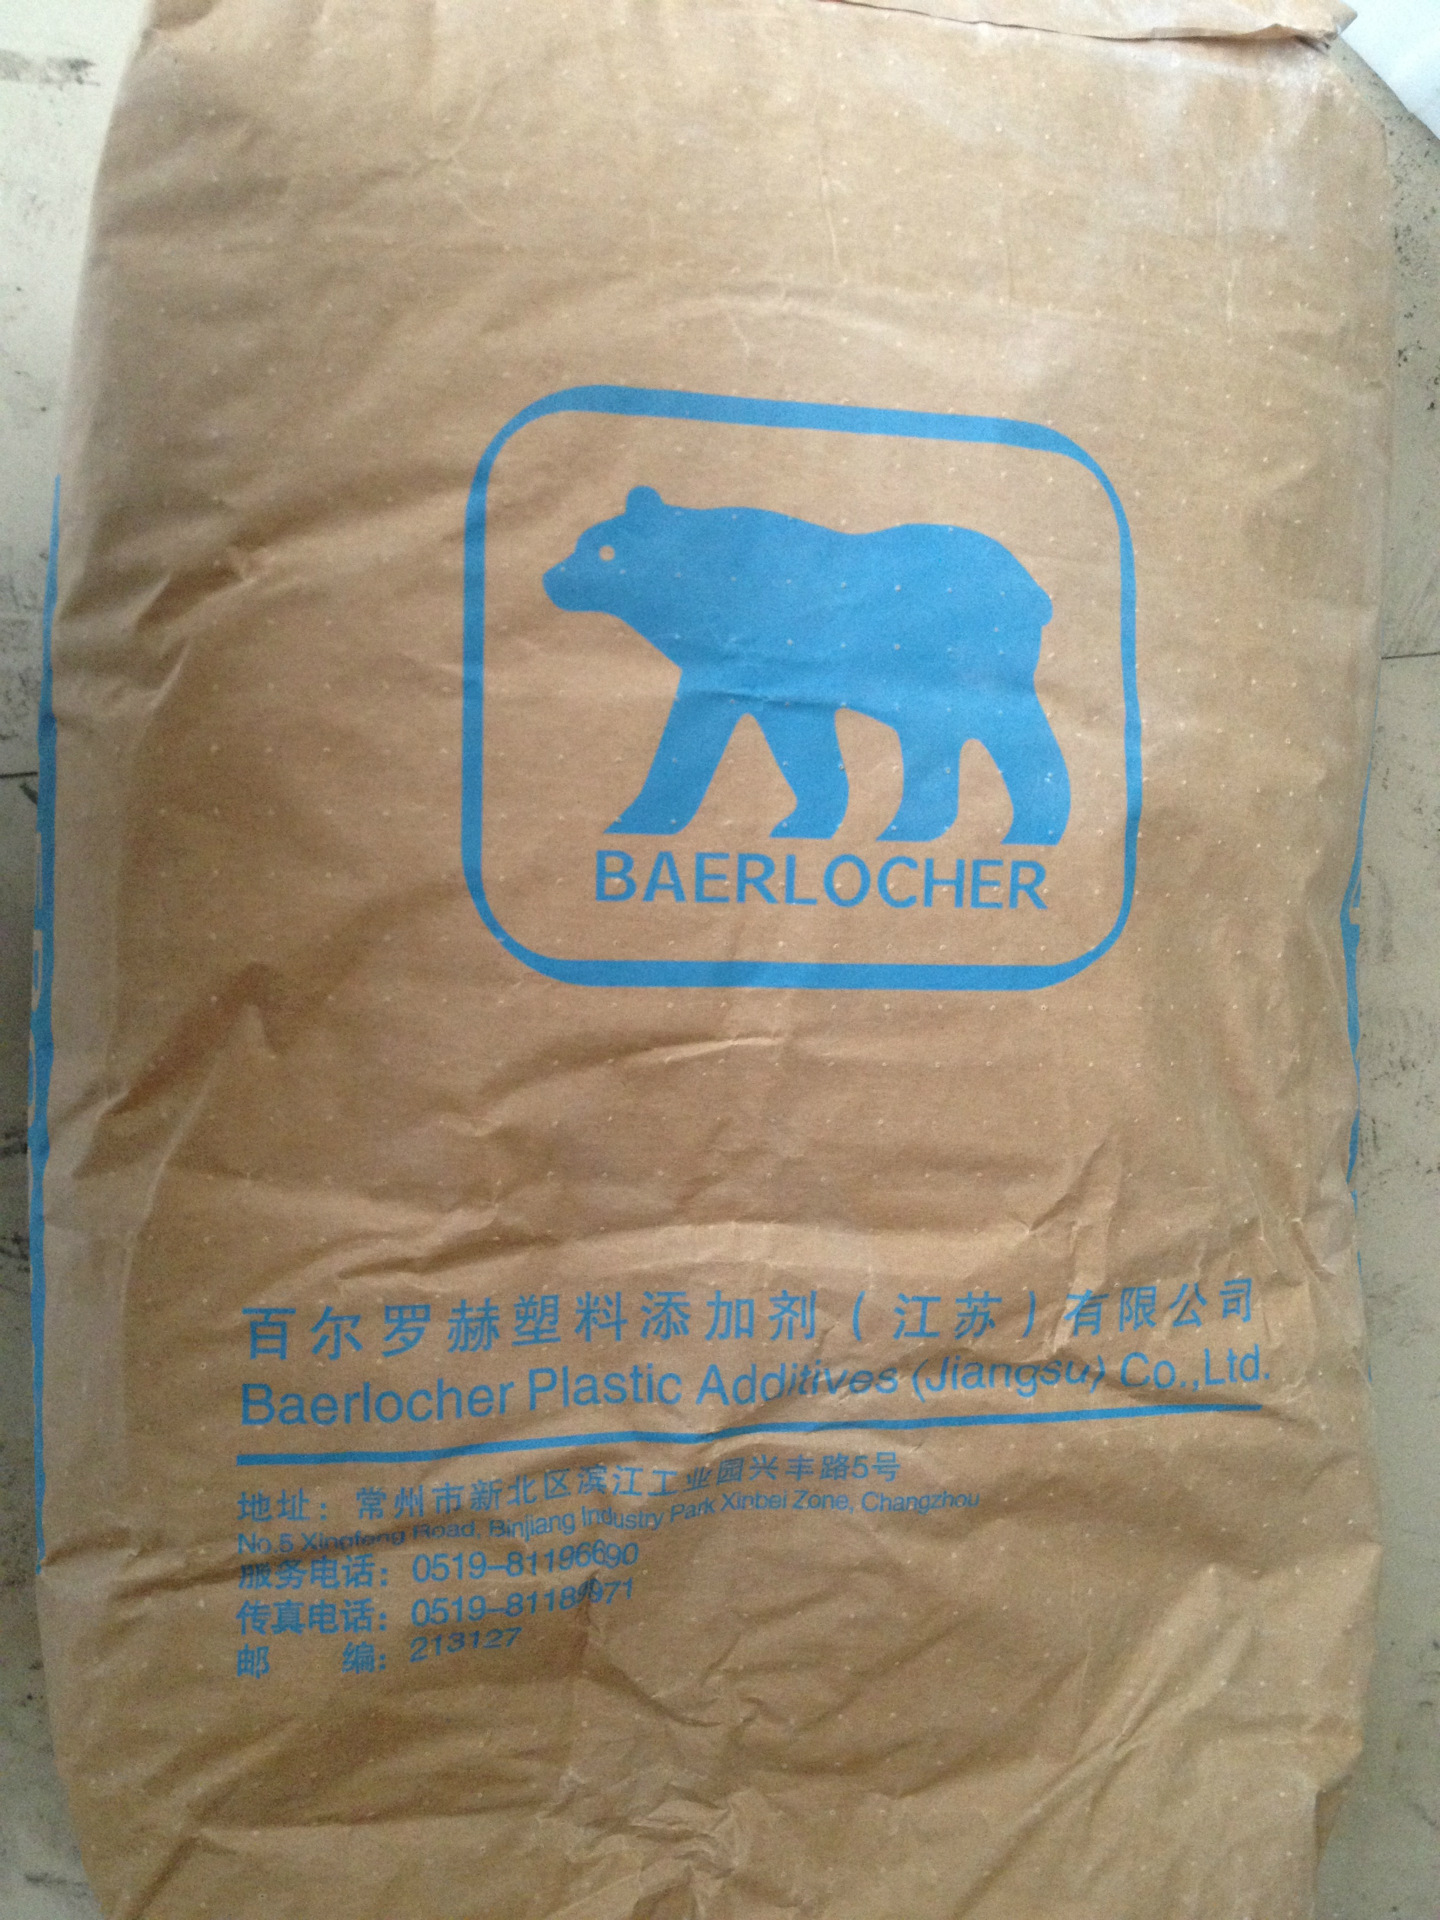 BAERLOCHER
百尔罗赫塑料添加剂（江苏）有限公司
Baerlocher Plastic Additives (Jiangsu) Co.,Ltd.
地址：常州市新北区滨江工业园兴丰路5号
No.5 Xingfeng Road, Binjiang Industry Park Xinbei Zone, Changzhou
服务电话：0519-81196690
传真电话：
邮 编：213127